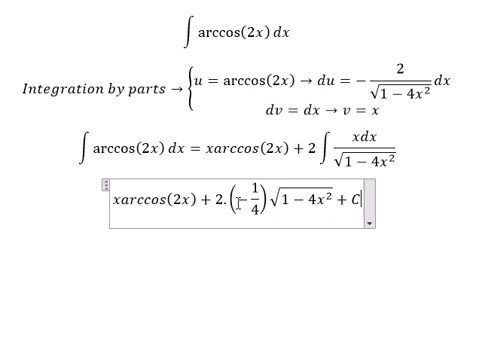 ∫ arccos(2x) dx
Integration by parts → { u = arccos(2x) → du = − 2/√(1 − 4x²) dx
dv = dx → v = x
∫ arccos(2x) dx = xarccos(2x) + 2 ∫ xdx/√(1 − 4x²)
xarccos(2x) + 2.(−1/4)√(1 − 4x²) + C